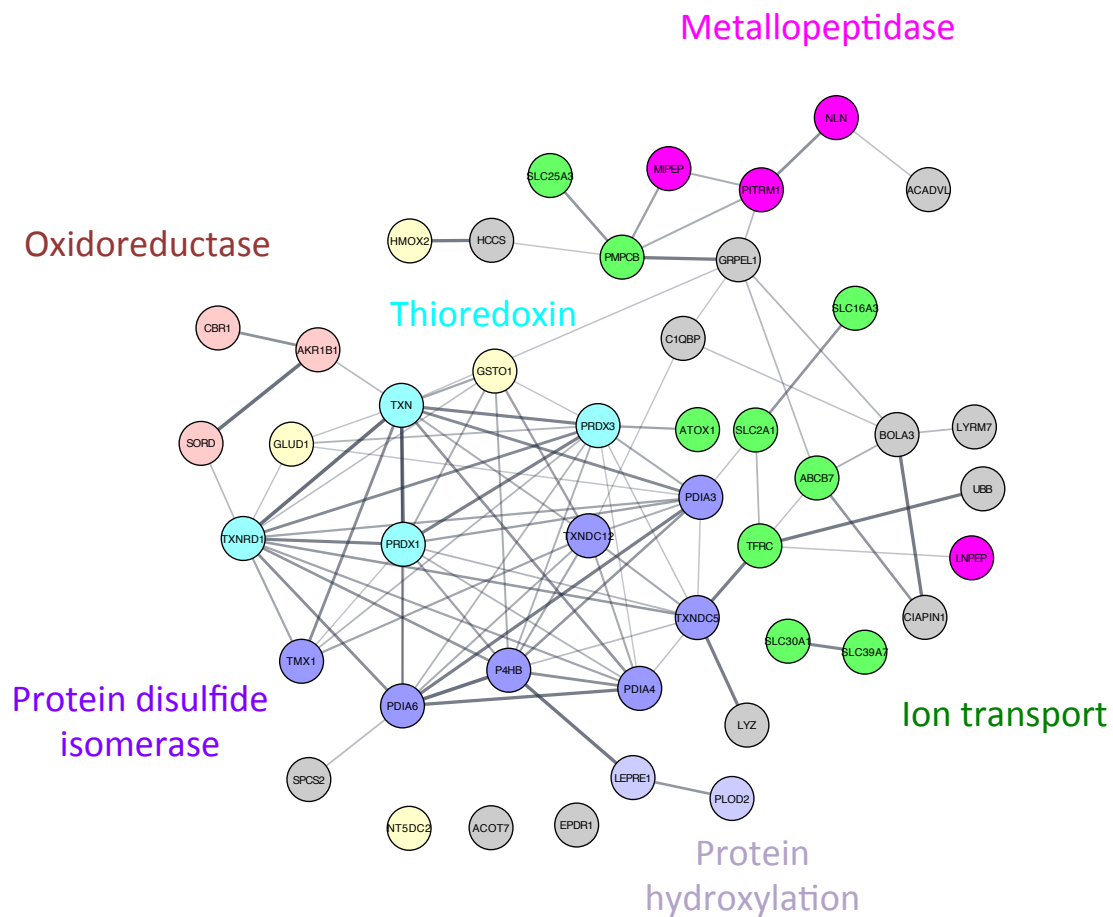 Metallopeptidase
NLN
MIPEP
SLC25A3
PITRM1
ACADVL
Oxidoreductase
HMOX2
HCCS
PMPCB
GRPEL1
SLC16A3
Thioredoxin
CBR1
AKR1B1
C1QBP
GSTO1
TXN
PRDX3
ATOX1
SLC2A1
BOLA3
LYRM7
SORD
GLUD1
ABCB7
UBB
PDIA3
TXNRD1
PRDX1
TXNDC12
TFRC
LNPEP
TXNDC5
CIAPIN1
SLC30A1
SLC39A7
TMX1
P4HB
PDIA4
PDIA6
Protein disulfide
isomerase
Ion transport
LYZ
SPCS2
LEPRE1
PLOD2
NT5DC2
ACOT7
EPDR1
Protein
hydroxylation